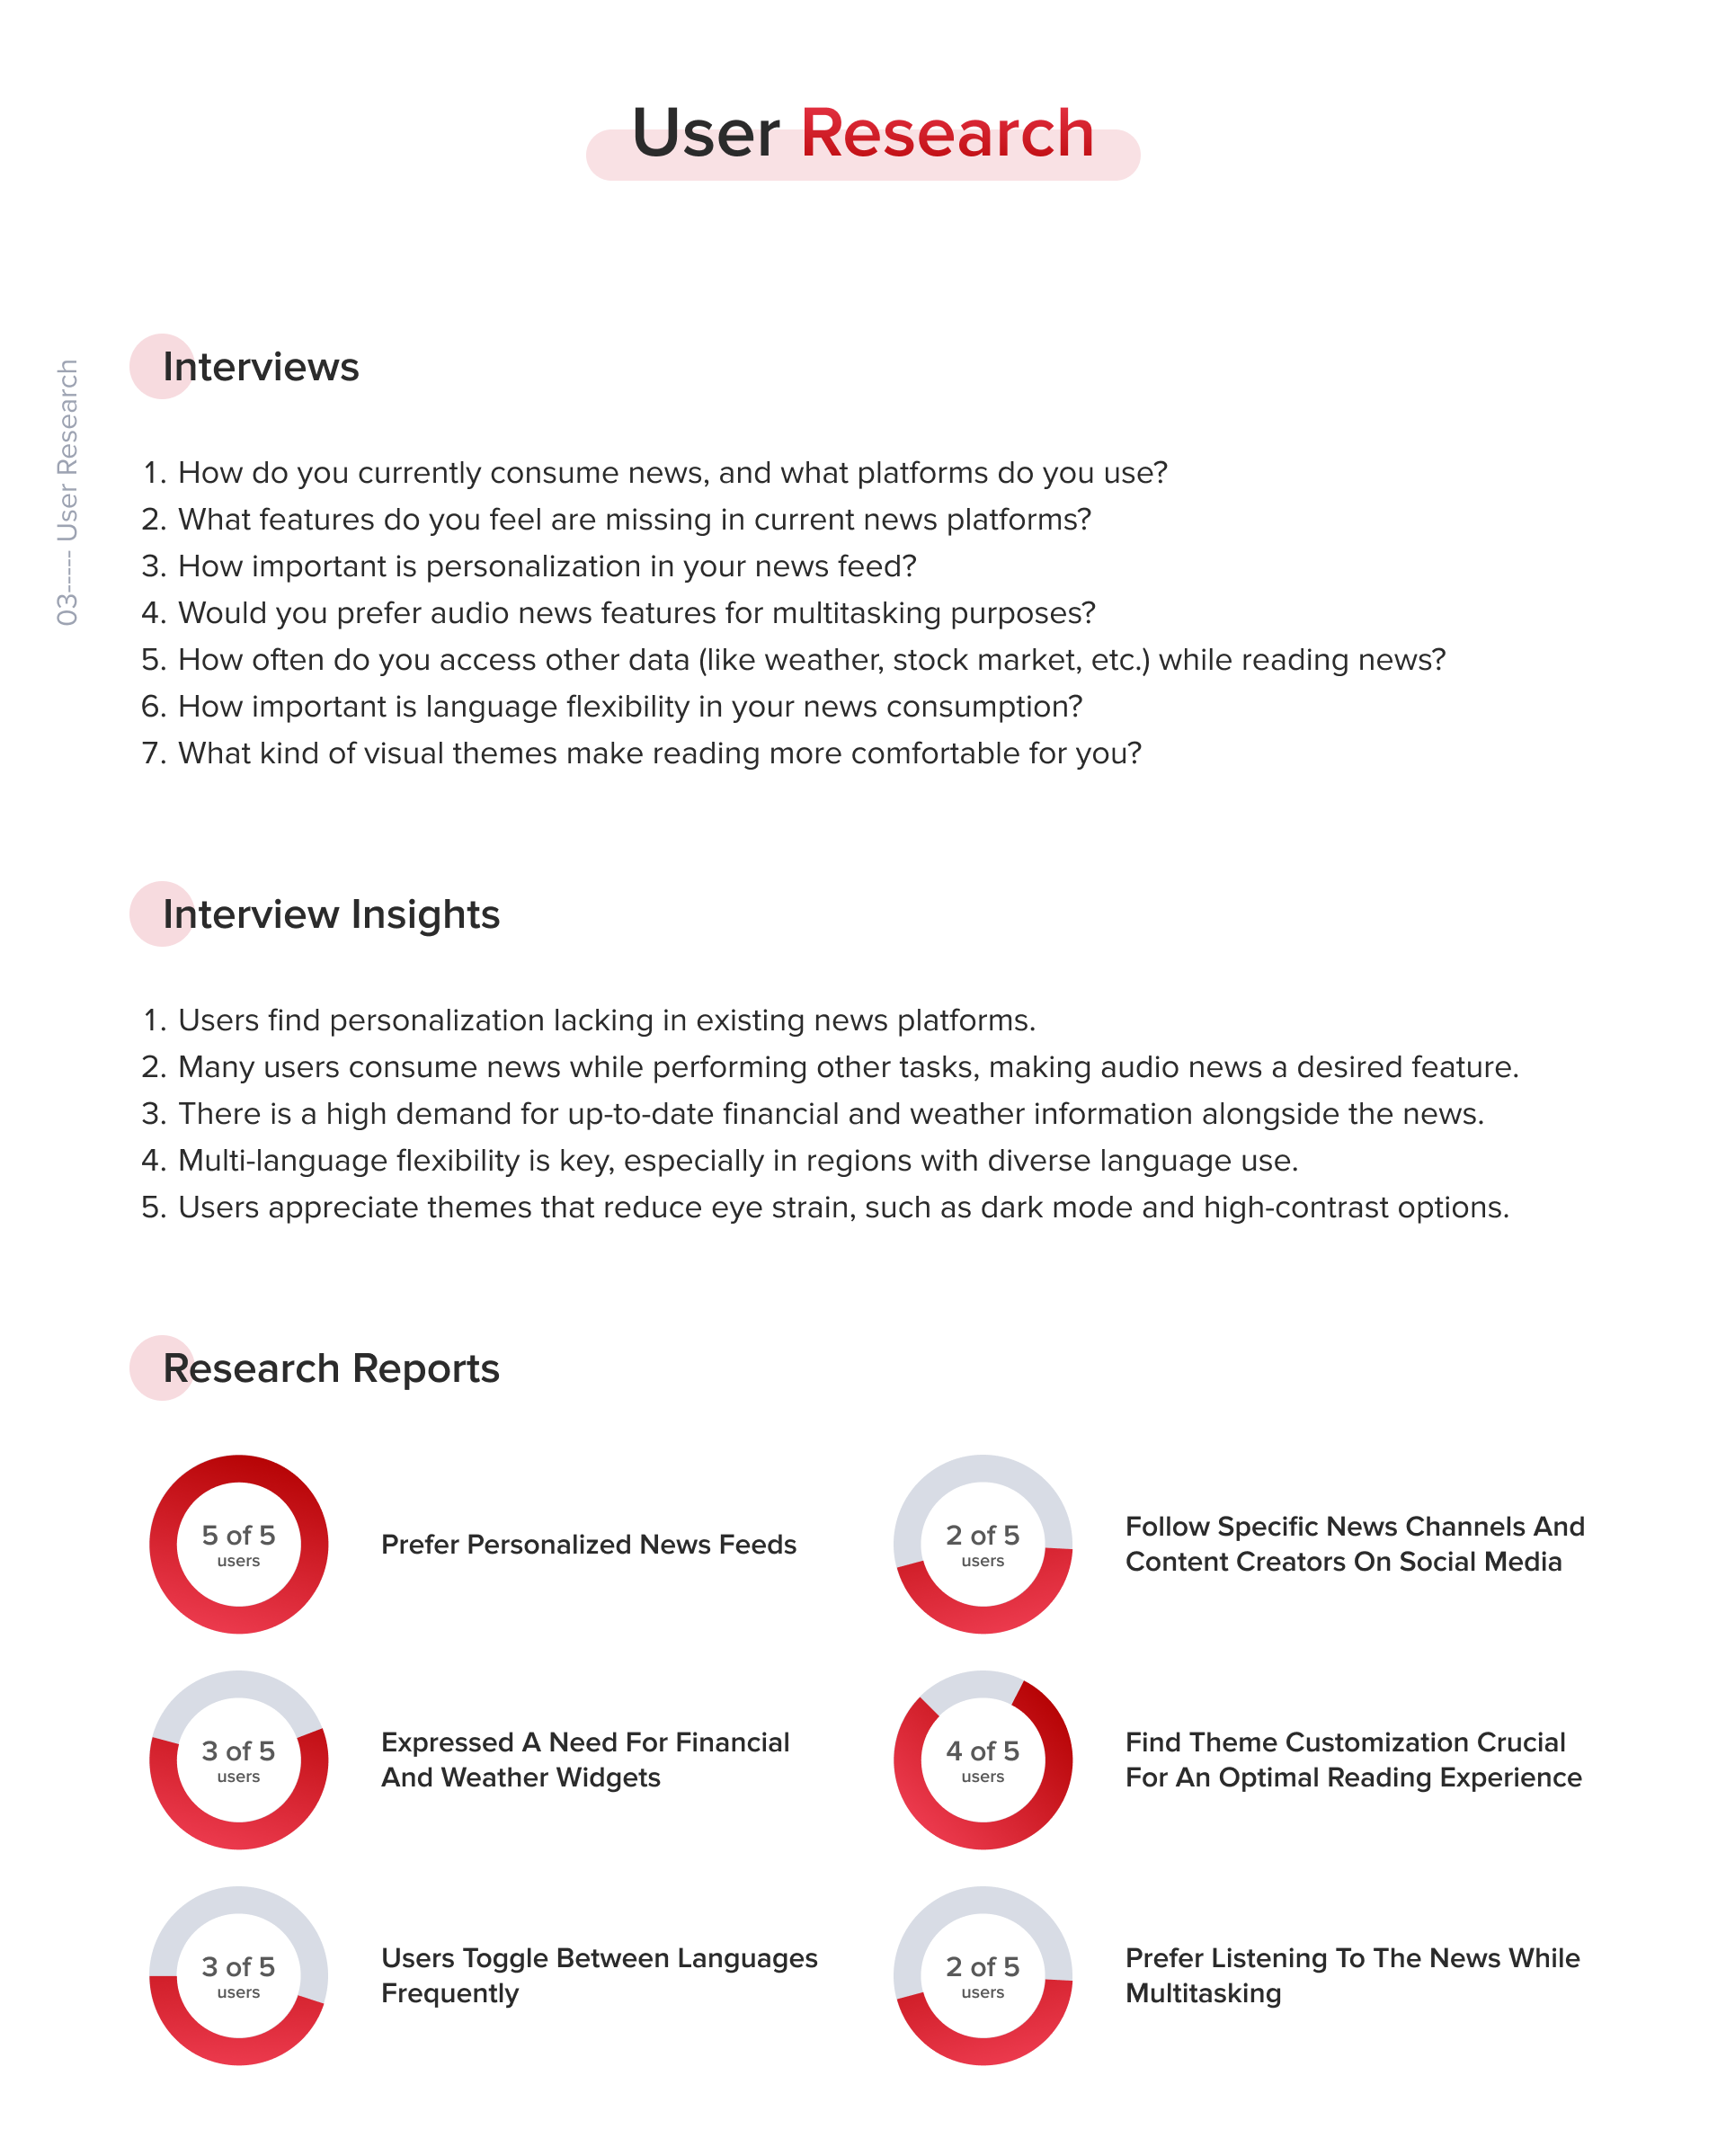 User Research
03----- User Research
Interviews
1. How do you currently consume news, and what platforms do you use?
2. What features do you feel are missing in current news platforms?
3. How important is personalization in your news feed?
4. Would you prefer audio news features for multitasking purposes?
5. How often do you access other data (like weather, stock market, etc.) while reading news?
6. How important is language flexibility in your news consumption?
7. What kind of visual themes make reading more comfortable for you?
Interview Insights
1. Users find personalization lacking in existing news platforms.
2. Many users consume news while performing other tasks, making audio news a desired feature.
3. There is a high demand for up-to-date financial and weather information alongside the news.
4. Multi-language flexibility is key, especially in regions with diverse language use.
5. Users appreciate themes that reduce eye strain, such as dark mode and high-contrast options.
Research Reports
5 of 5
users
Prefer Personalized News Feeds
2 of 5
users
Follow Specific News Channels And
Content Creators On Social Media
3 of 5
users
Expressed A Need For Financial
And Weather Widgets
4 of 5
users
Find Theme Customization Crucial
For An Optimal Reading Experience
3 of 5
users
Users Toggle Between Languages
Frequently
2 of 5
users
Prefer Listening To The News While
Multitasking